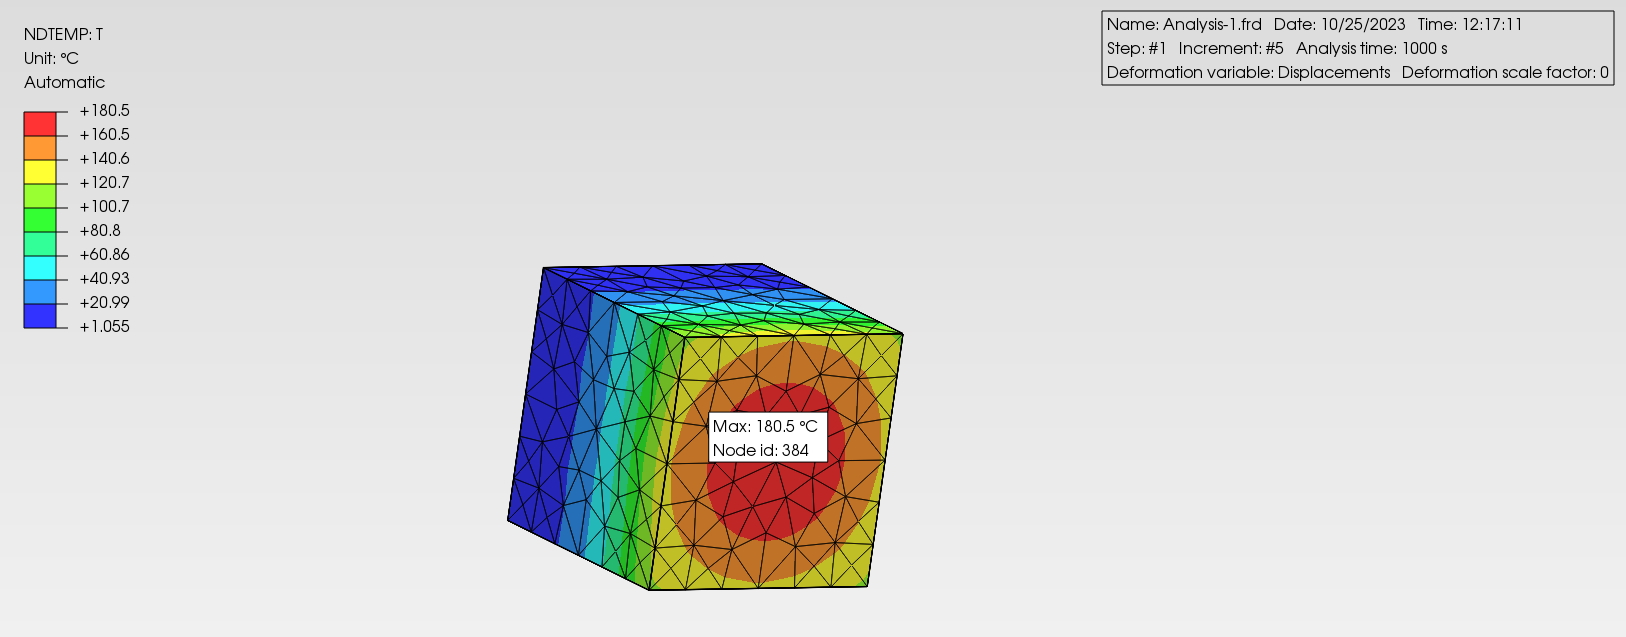 NDTEMP: T
Unit: °C
Automatic
+180.5
+160.5
+140.6
+120.7
+100.7
+80.8
+60.86
+40.93
+20.99
+1.055
Name: Analysis-1.frd Date: 10/25/2023 Time: 12:17:11
Step: #1 Increment: #5 Analysis time: 1000 s
Deformation variable: Displacements Deformation scale factor: 0
Max: 180.5 °C
Node id: 384